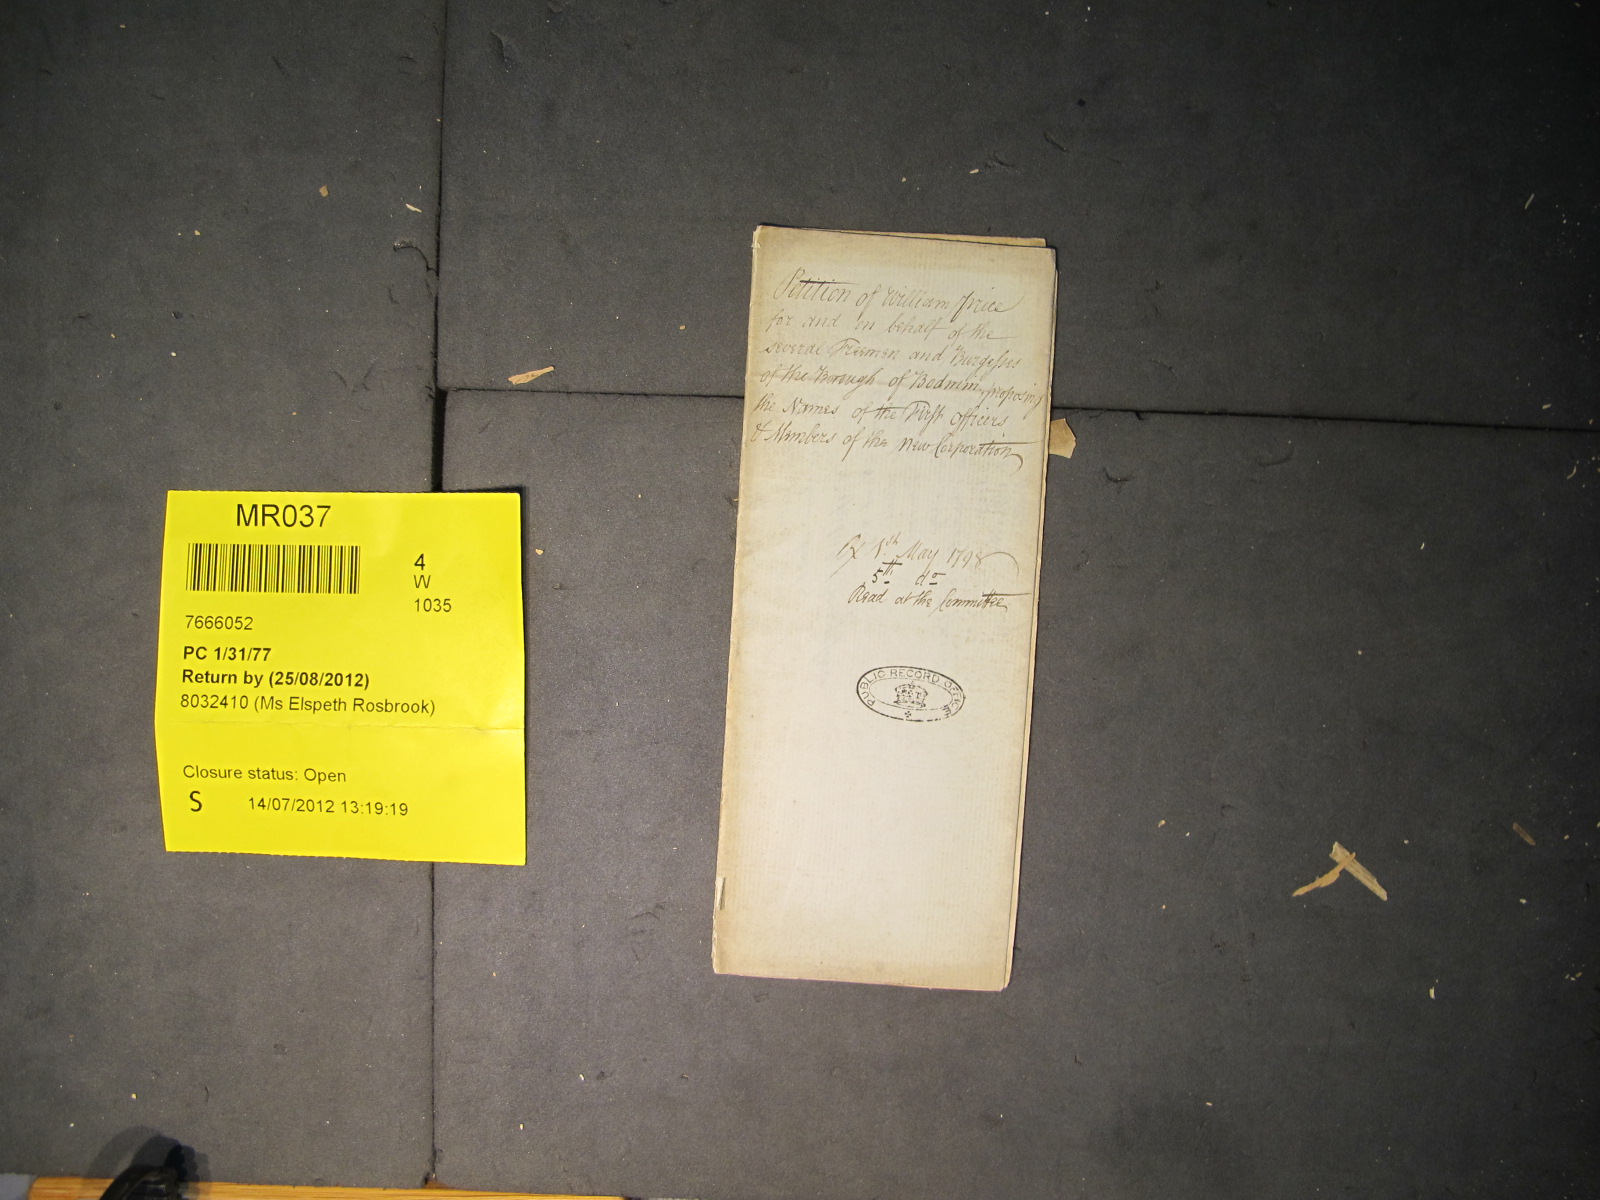 MR037
4
W
1035
7666052
PC 1/31/77
Return by (25/08/2012)
8032410 (Ms Elspeth Rosbrook)
Closure status: Open
S 14/07/2012 13:19:19
Petition of William Price
for and on behalf of the
several Freemen and Burgesses
of the Borough of Bodmin, proposing
the Names of the First Officers
& Members of the new Corporation
Rx 1st May 1798
5th do
Read at the Committee
PUBLIC RECORD OFFICE